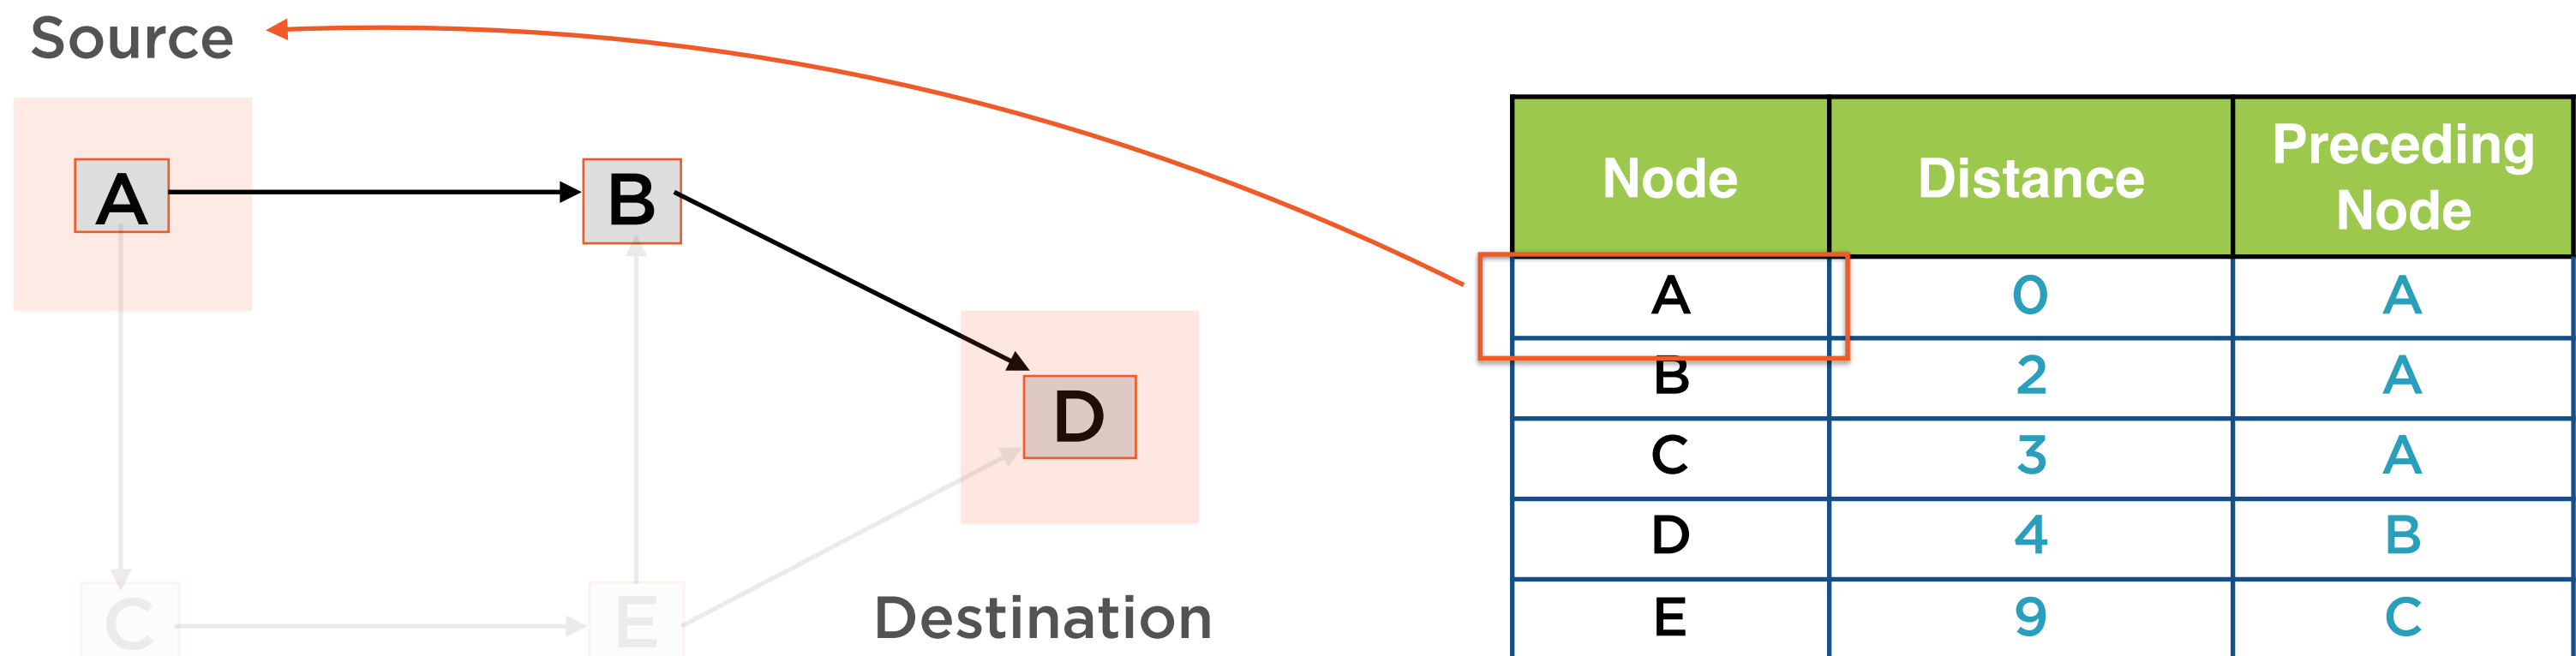 Source
A
B
D
C
E
Destination
Node Distance Preceding
Node
A 0 A
B 2 A
C 3 A
D 4 B
E 9 C